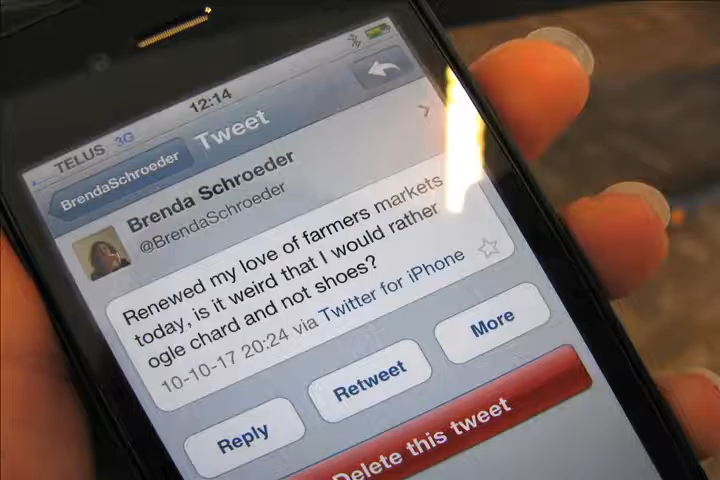 TELUS 3G 12:14
BrendaSchroeder Tweet
Brenda Schroeder
@BrendaSchroeder
Renewed my love of farmers markets
today, is it weird that I would rather
ogle chard and not shoes?
10-10-17 20:24 via Twitter for iPhone
Reply Retweet More
Delete this tweet